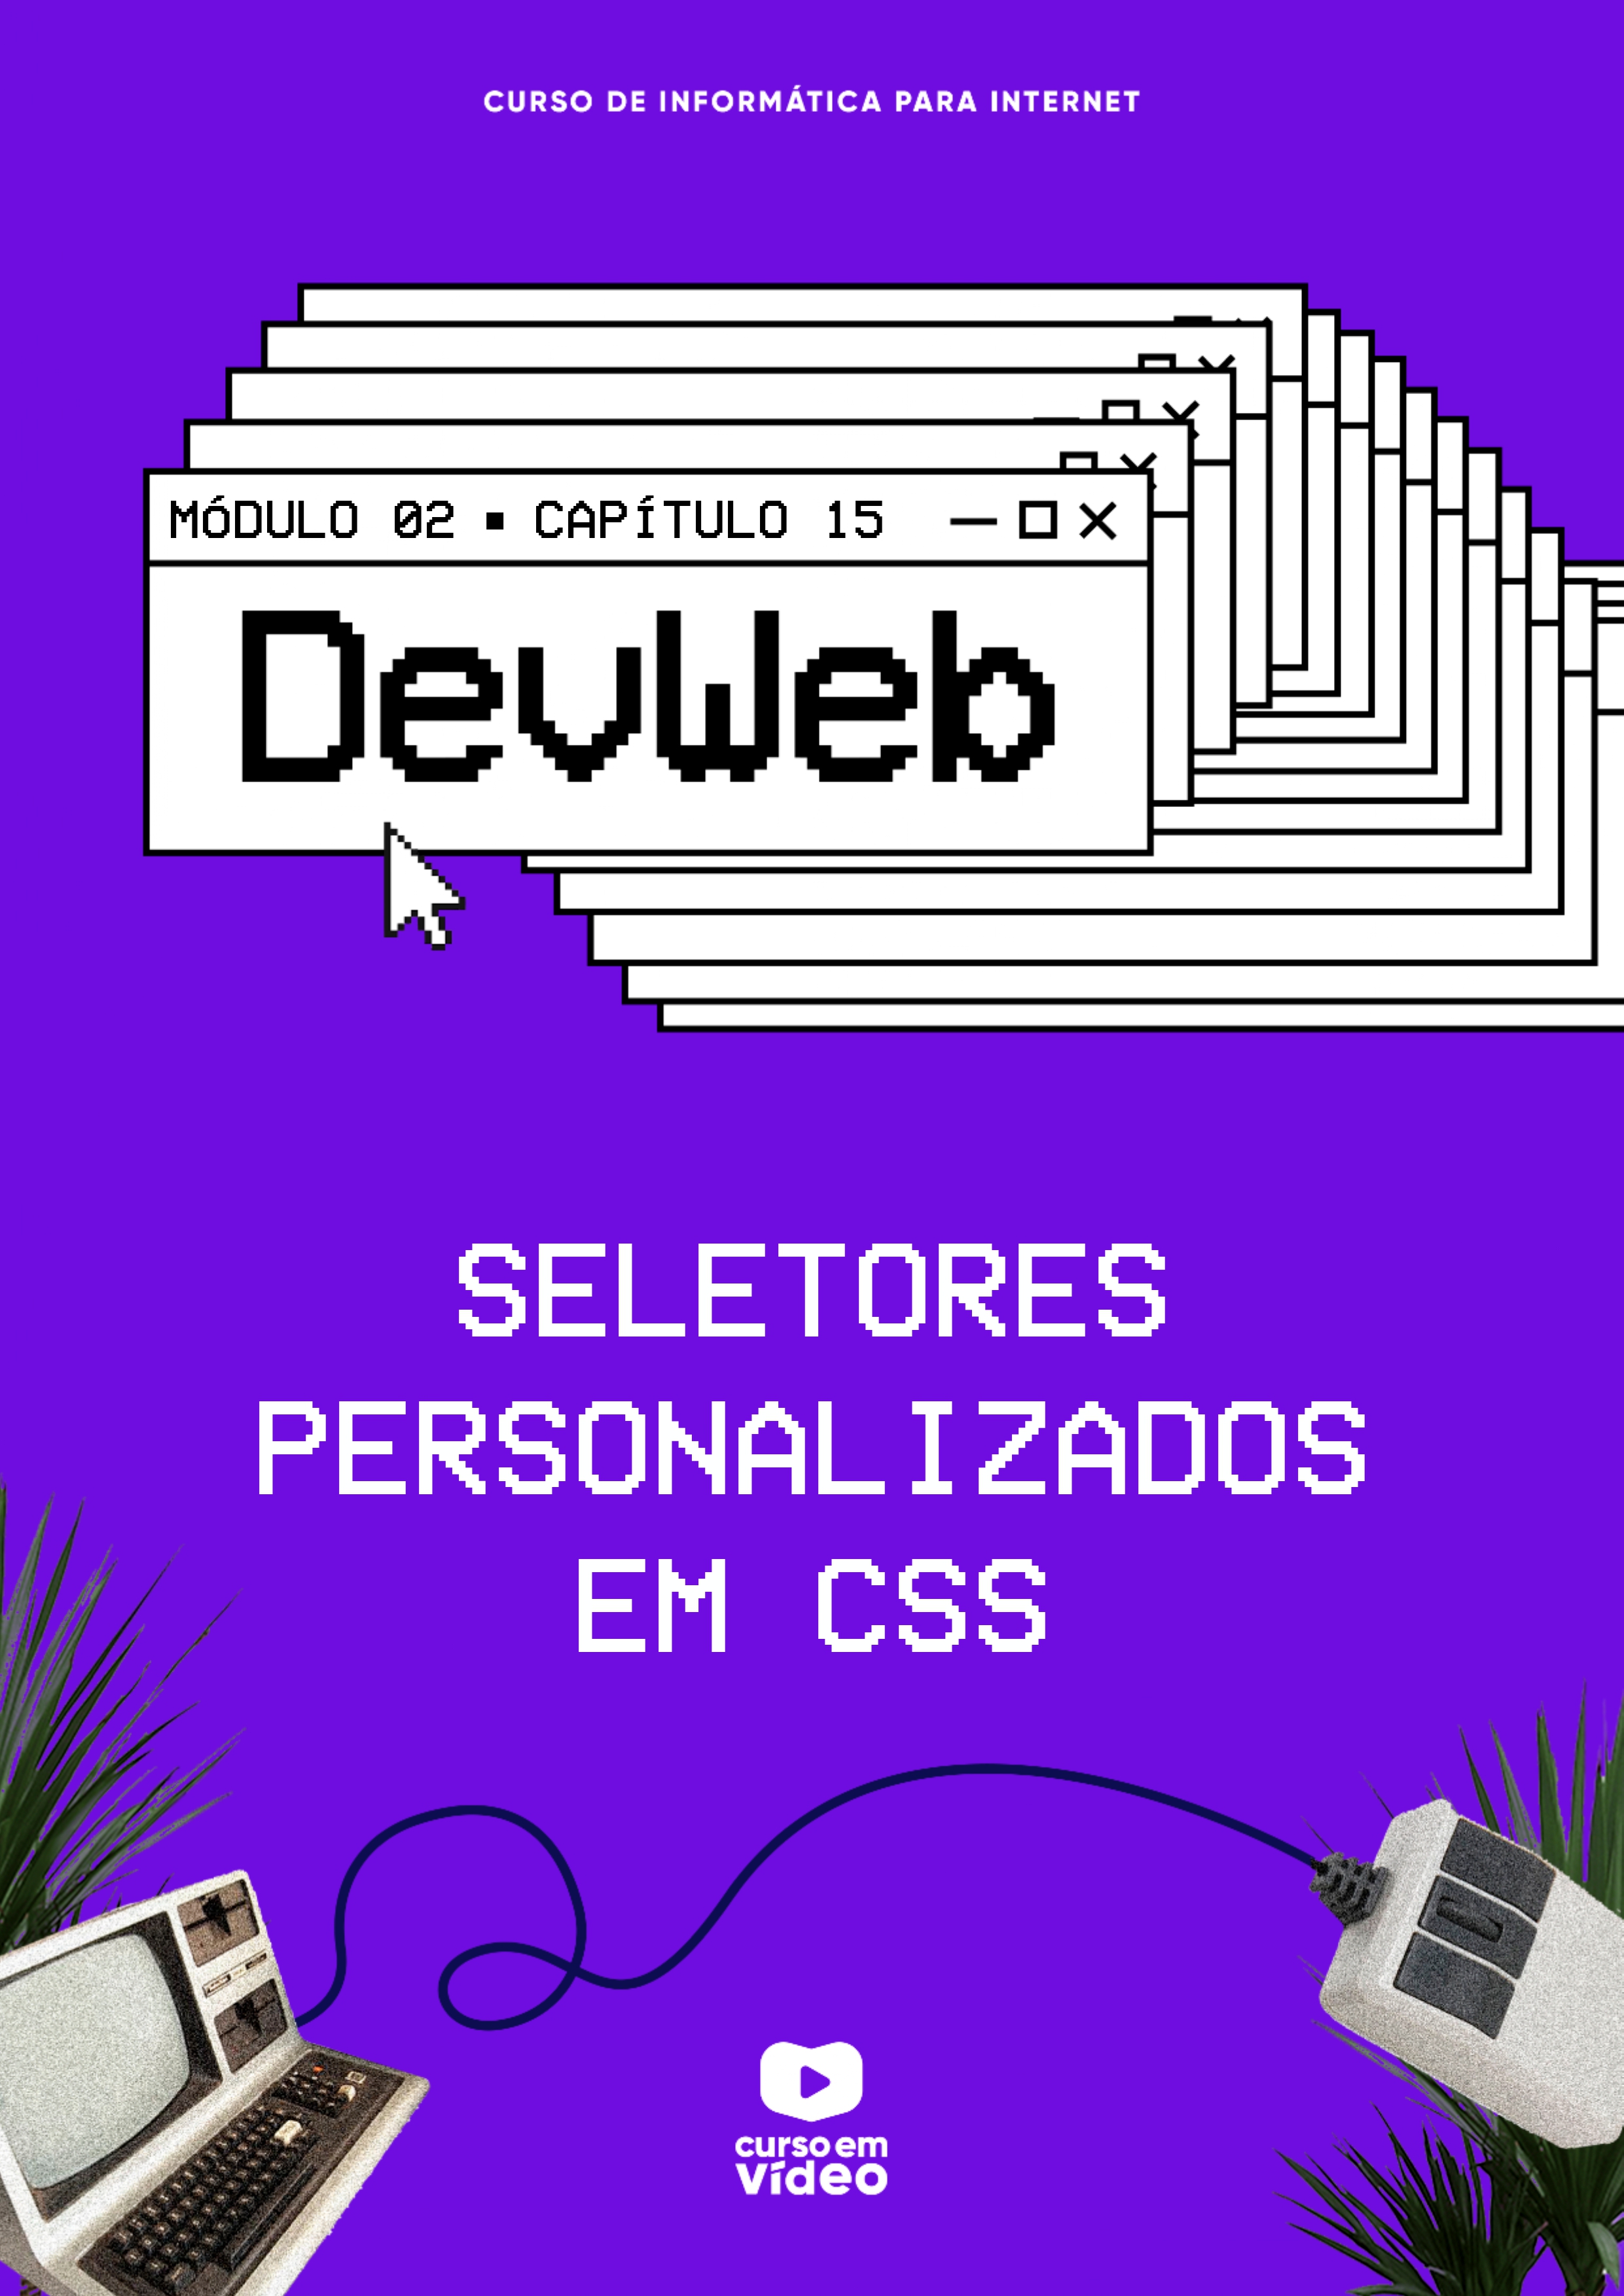 CURSO DE INFORMÁTICA PARA INTERNET
MÓDULO 02 ▪ CAPÍTULO 15
DevWeb
SELETORES
PERSONALIZADOS
EM CSS
curso em
vídeo